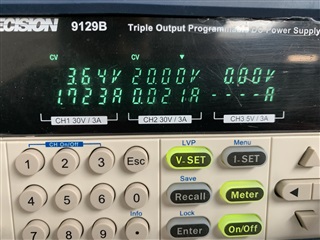 ECISION 9129B Triple Output Programmable DC Power Supply
CV CV
3.64V 20.00V 0.00V
1.723A 0.021A ----A
CH1 30V / 3A CH2 30V / 3A CH3 5V / 3A
CH On/Off LVP Menu
1 2 3 Esc V-SET I-SET
Save
4 5 6 0 Recall Meter
Info Lock
7 8 9 . Enter On/Off